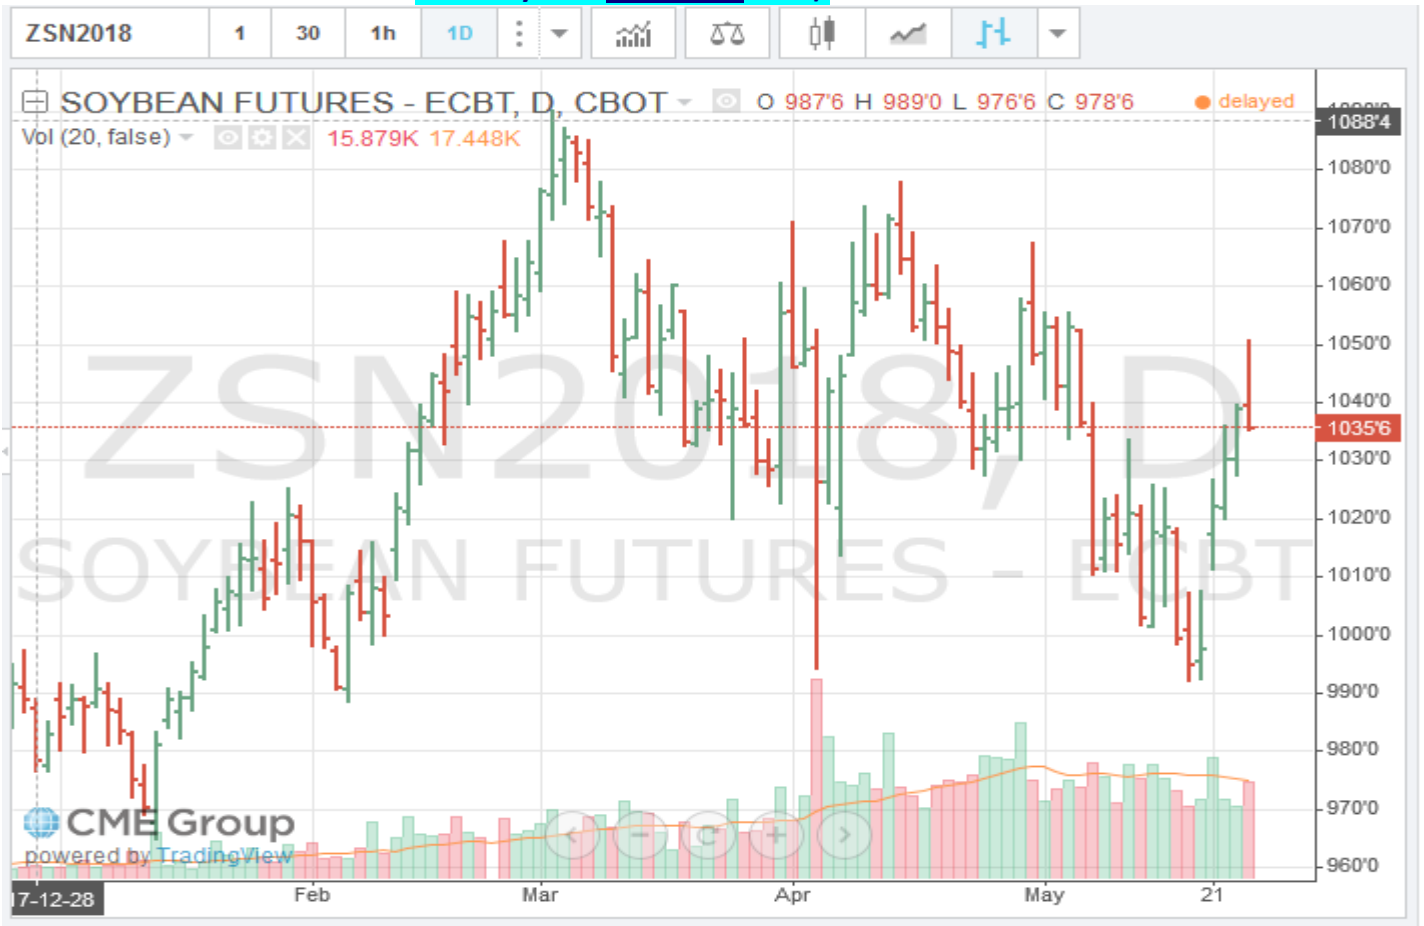 ZSN2018 1 30 1h 1D
SOYBEAN FUTURES - ECBT, D, CBOT O 987'6 H 989'0 L 976'6 C 978'6 delayed
Vol (20, false) 15.879K 17.448K
1088'4
1080'0
1070'0
1060'0
1050'0
1040'0
1035'6
1030'0
1020'0
1010'0
1000'0
990'0
980'0
970'0
960'0
ZSN2018, D
SOYBEAN FUTURES - ECBT
CME Group
powered by TradingView
17-12-28 Feb Mar Apr May 21